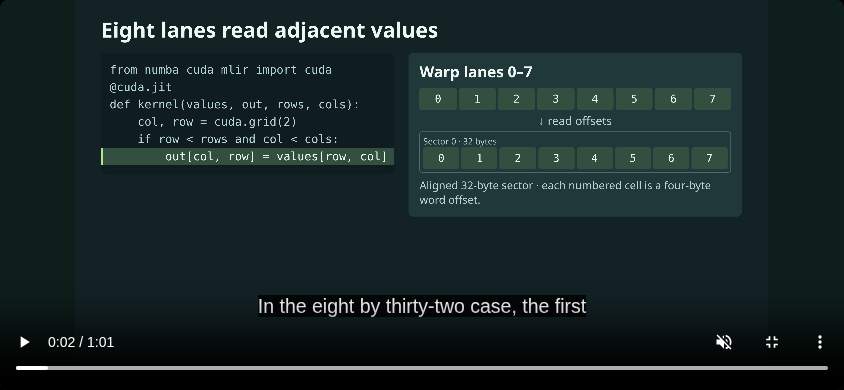 Eight lanes read adjacent values
from numba cuda mlir import cuda
@cuda.jit
def kernel(values, out, rows, cols):
    col, row = cuda.grid(2)
    if row < rows and col < cols:
        out[col, row] = values[row, col]
Warp lanes 0–7
0 1 2 3 4 5 6 7
↓ read offsets
Sector 0 · 32 bytes
0 1 2 3 4 5 6 7
Aligned 32-byte sector · each numbered cell is a four-byte
word offset.
In the eight by thirty-two case, the first
0:02 / 1:01